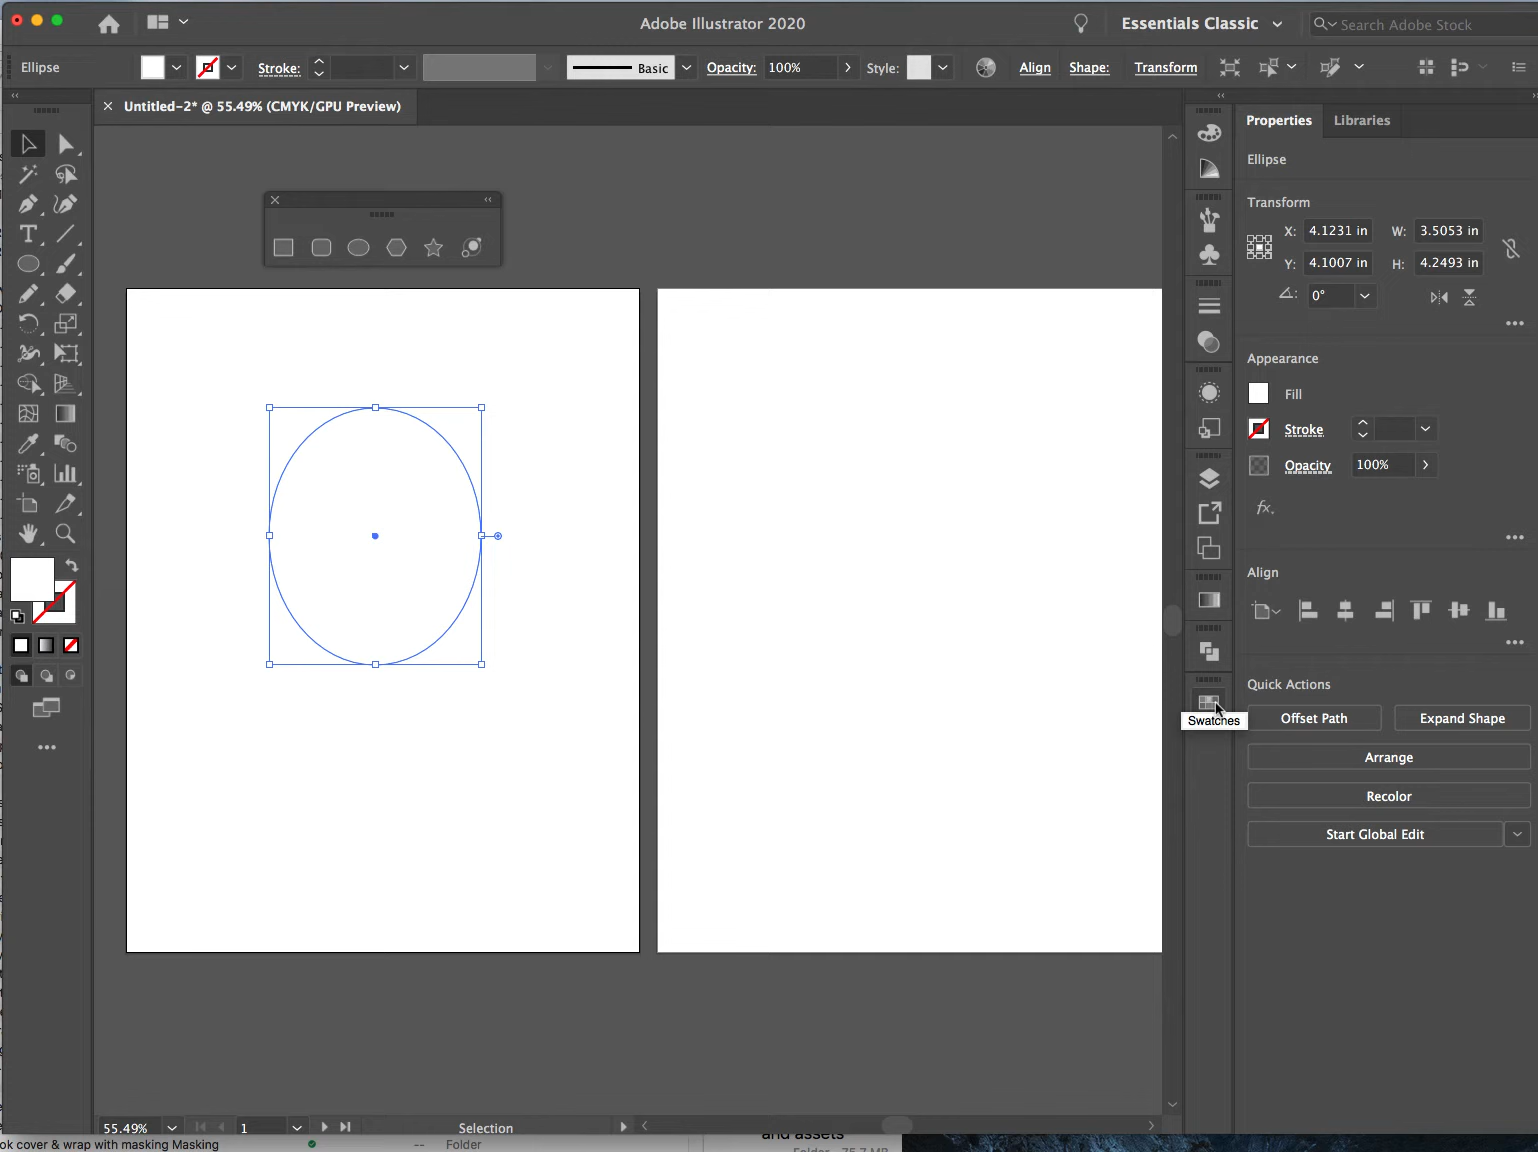 Adobe Illustrator 2020
Essentials Classic
Search Adobe Stock
Ellipse
Stroke:
Basic
Opacity:
100%
Style:
Align
Shape:
Transform
Untitled-2* @ 55.49% (CMYK/GPU Preview)
Properties
Libraries
Ellipse
Transform
X:
4.1231 in
W:
3.5053 in
Y:
4.1007 in
H:
4.2493 in
0°
Appearance
Fill
Stroke
Opacity
100%
fx.
Align
Quick Actions
Swatches
Offset Path
Expand Shape
Arrange
Recolor
Start Global Edit
55.49%
1
Selection
ok cover & wrap with masking Masking
--
Folder
and assets